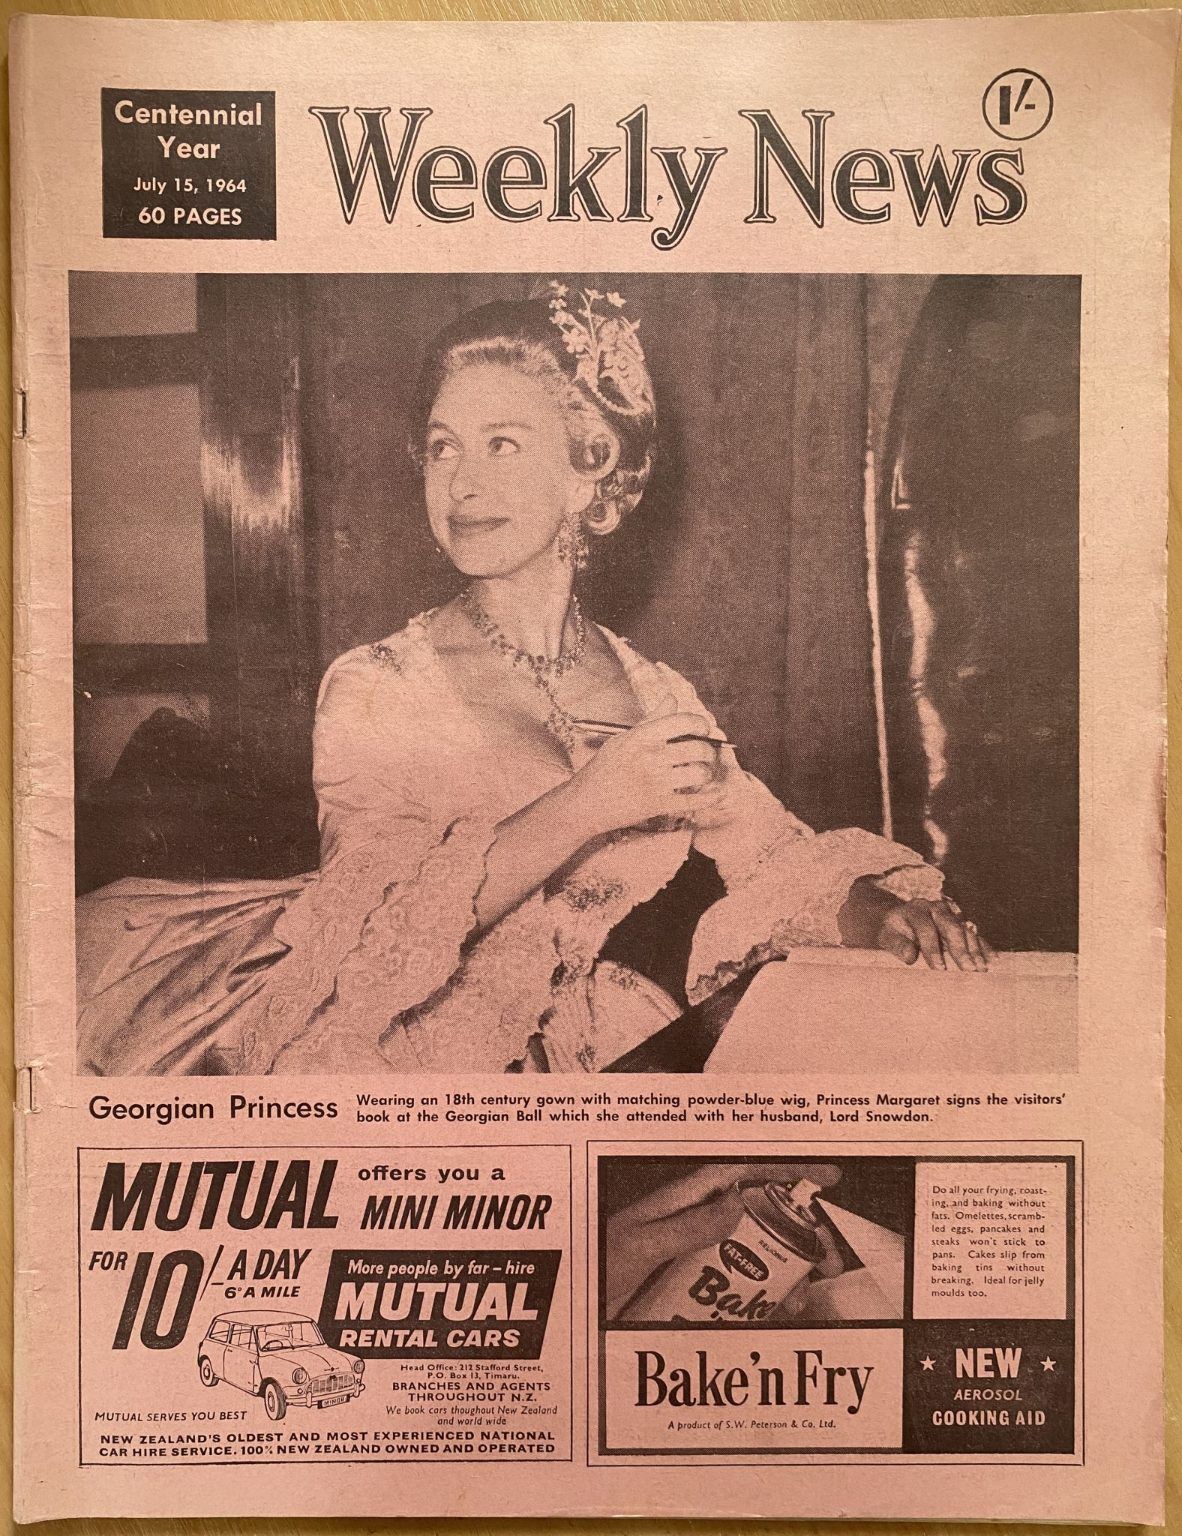 Centennial
Year
July 15, 1964
60 PAGES
Weekly News
1/-
Georgian Princess
Wearing an 18th century gown with matching powder-blue wig, Princess Margaret signs the visitors'
book at the Georgian Ball which she attended with her husband, Lord Snowdon.
MUTUAL offers you a
MINI MINOR
FOR 10/- A DAY
6ᴰ A MILE
More people by far - hire
MUTUAL
RENTAL CARS
Head Office: 212 Stafford Street,
P.O. Box 13, Timaru.
BRANCHES AND AGENTS
THROUGHOUT N.Z.
We book cars thoughout New Zealand
and world wide
MINOR
MUTUAL SERVES YOU BEST
NEW ZEALAND'S OLDEST AND MOST EXPERIENCED NATIONAL
CAR HIRE SERVICE. 100% NEW ZEALAND OWNED AND OPERATED
FAT-FREE
Bake
Do all your frying, roast-
ing, and baking without
fats. Omelettes, scramb-
led eggs, pancakes and
steaks won't stick to
pans. Cakes slip from
baking tins without
breaking. Ideal for jelly
moulds too.
Bake'n Fry
A product of S.W. Peterson & Co. Ltd.
★ NEW ★
AEROSOL
COOKING AID